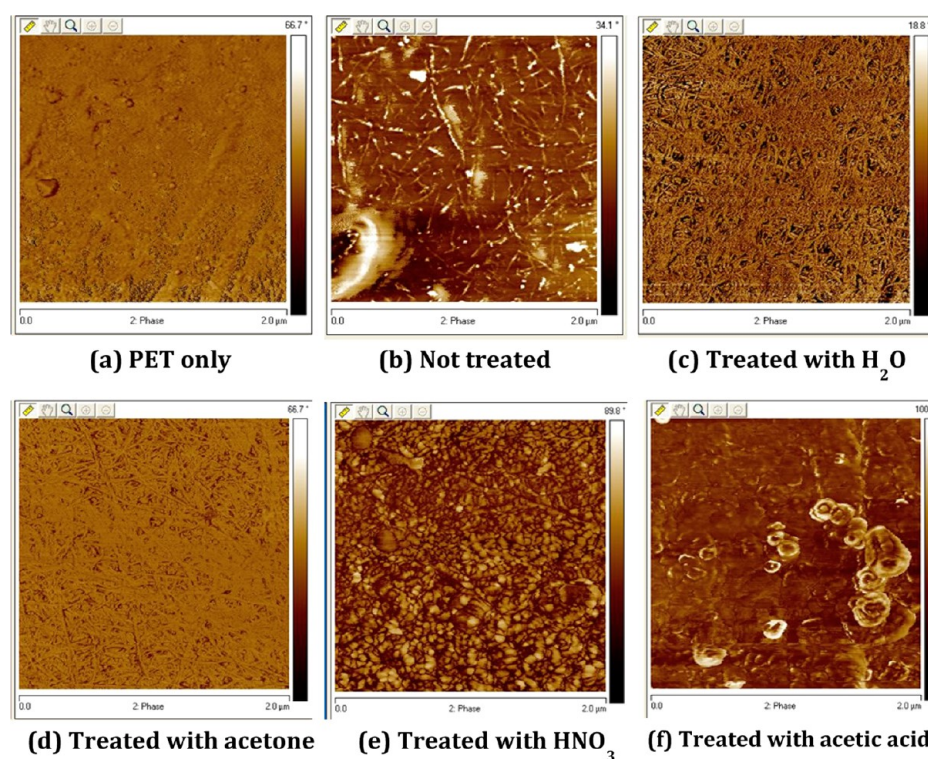 66.7 °
34.1 °
18.8
0.0 2: Phase 2.0 µm
0.0 2: Phase 2.0 µm
0.0 2: Phase 2.0 µm
(a) PET only
(b) Not treated
(c) Treated with H₂O
66.7 °
89.8 °
100
0.0 2: Phase 2.0 µm
0.0 2: Phase 2.0 µm
0.0 2: Phase 2.0 µm
(d) Treated with acetone
(e) Treated with HNO₃
(f) Treated with acetic acid